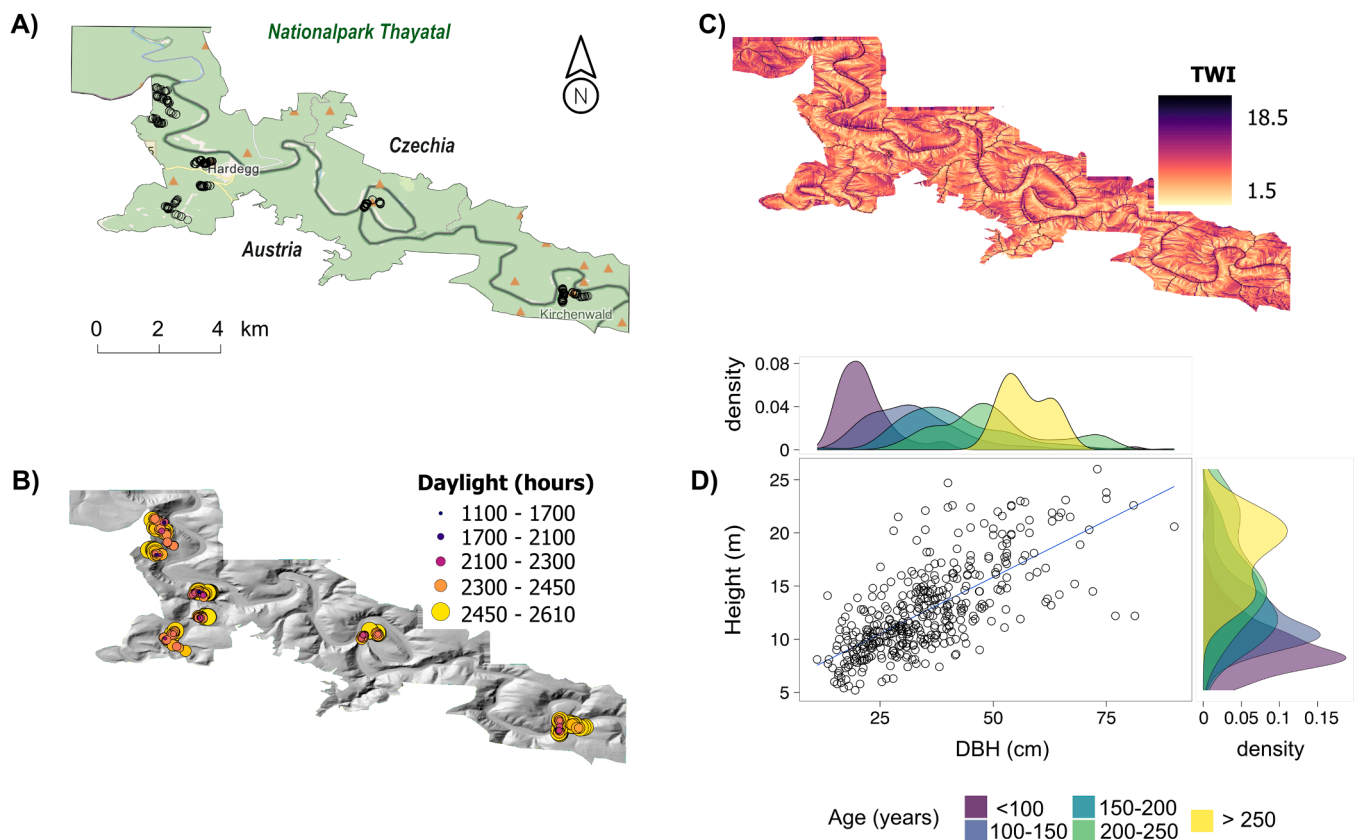 A)
Nationalpark Thayatal
N
Czechia
Hardegg
Austria
Kirchenwald
0 2 4 km
B)
Daylight (hours)
1100 - 1700
1700 - 2100
2100 - 2300
2300 - 2450
2450 - 2610
C)
TWI
18.5
1.5
density
0.08
0.04
0
D)
Height (m)
25
20
15
10
5
25 50 75
DBH (cm)
0 0.05 0.1 0.15
density
Age (years)
<100 150-200 > 250
100-150 200-250